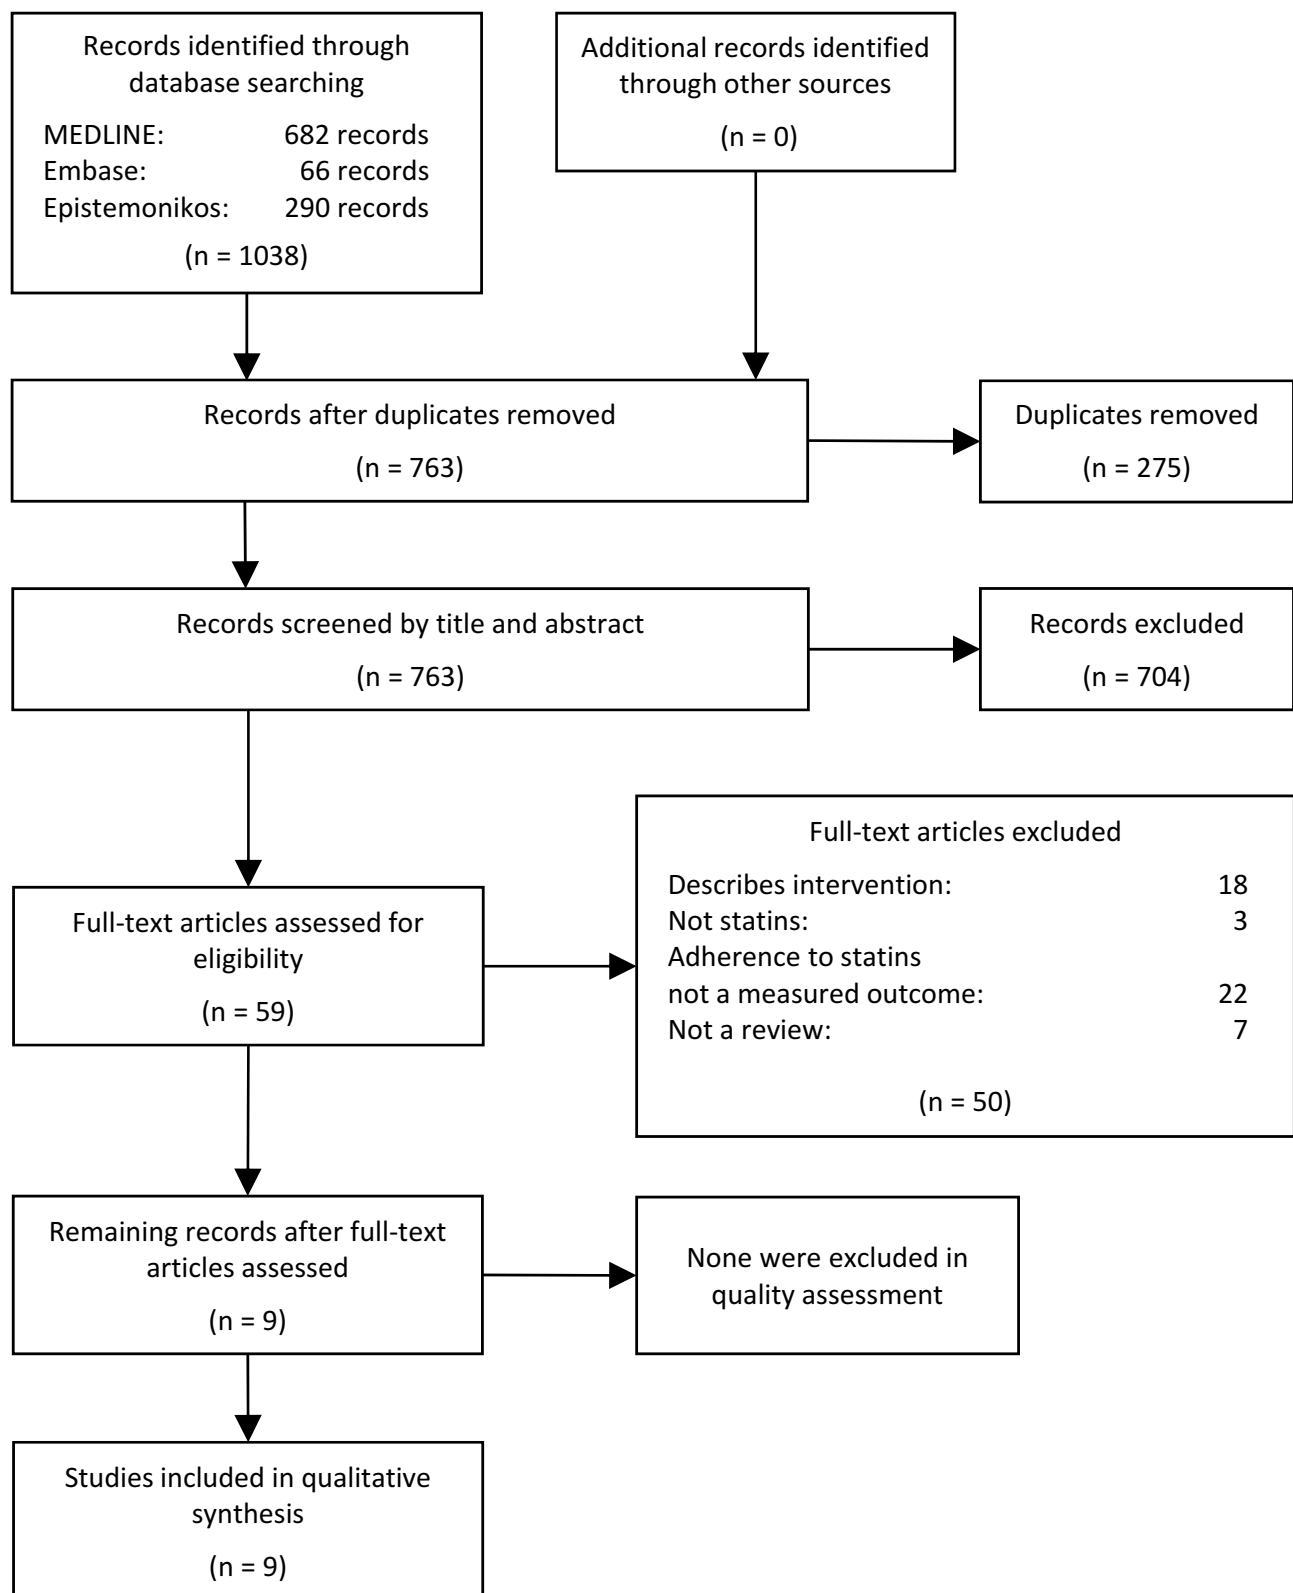 Records identified through
database searching
MEDLINE: 682 records
Embase: 66 records
Epistemonikos: 290 records
(n = 1038)
Additional records identified
through other sources
(n = 0)
Records after duplicates removed
(n = 763)
Duplicates removed
(n = 275)
Records screened by title and abstract
(n = 763)
Records excluded
(n = 704)
Full-text articles assessed for
eligibility
(n = 59)
Full-text articles excluded
Describes intervention: 18
Not statins: 3
Adherence to statins
not a measured outcome: 22
Not a review: 7
(n = 50)
Remaining records after full-text
articles assessed
(n = 9)
None were excluded in
quality assessment
Studies included in qualitative
synthesis
(n = 9)